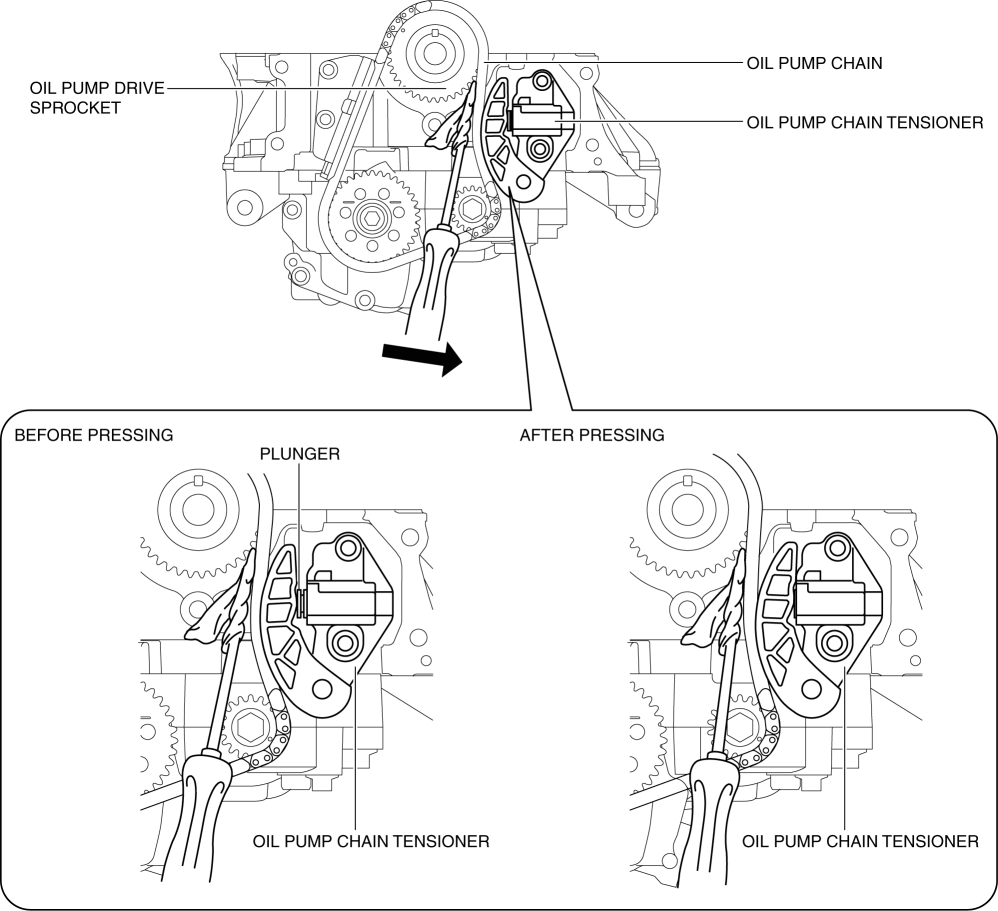 OIL PUMP DRIVE
SPROCKET
OIL PUMP CHAIN
OIL PUMP CHAIN TENSIONER
BEFORE PRESSING
PLUNGER
OIL PUMP CHAIN TENSIONER
AFTER PRESSING
OIL PUMP CHAIN TENSIONER